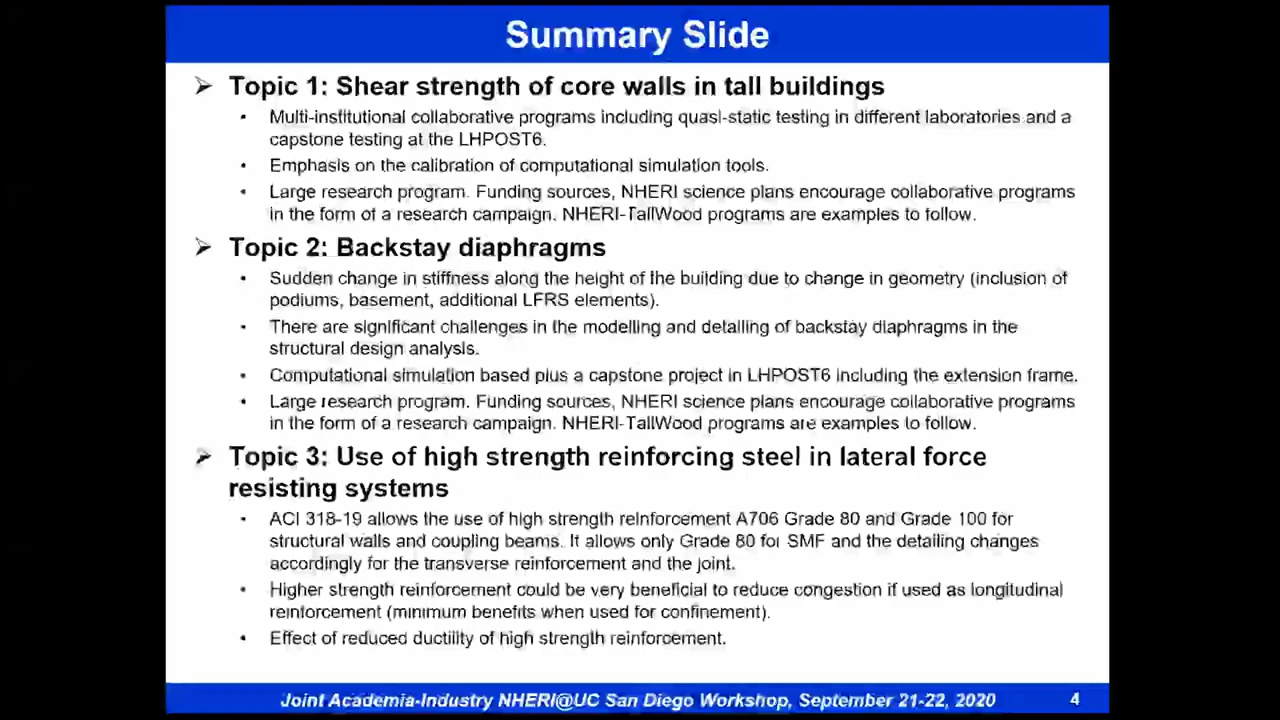 Summary Slide
Topic 1: Shear strength of core walls in tall buildings
Multi-institutional collaborative programs including quasi-static testing in different laboratories and a
capstone testing at the LHPOST6.
Emphasis on the calibration of computational simulation tools.
Large research program. Funding sources, NHERI science plans encourage collaborative programs
in the form of a research campaign. NHERI-TallWood programs are examples to follow.
Topic 2: Backstay diaphragms
Sudden change in stiffness along the height of the building due to change in geometry (inclusion of
podiums, basement, additional LFRS elements).
There are significant challenges in the modelling and detailing of backstay diaphragms in the
structural design analysis.
Computational simulation based plus a capstone project in LHPOST6 including the extension frame.
Large research program. Funding sources, NHERI science plans encourage collaborative programs
in the form of a research campaign. NHERI-TallWood programs are examples to follow.
Topic 3: Use of high strength reinforcing steel in lateral force
resisting systems
ACI 318-19 allows the use of high strength reinforcement A706 Grade 80 and Grade 100 for
structural walls and coupling beams. It allows only Grade 80 for SMF and the detailing changes
accordingly for the transverse reinforcement and the joint.
Higher strength reinforcement could be very beneficial to reduce congestion if used as longitudinal
reinforcement (minimum benefits when used for confinement).
Effect of reduced ductility of high strength reinforcement.
Joint Academia-Industry NHERI@UC San Diego Workshop, September 21-22, 2020 4